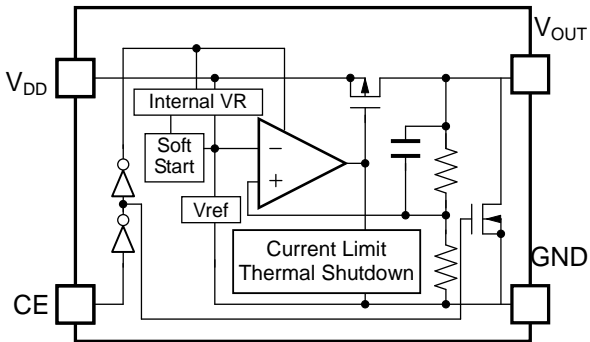 V_OUT
V_DD
Internal VR
Soft
Start
−
+
Vref
Current Limit
Thermal Shutdown
GND
CE